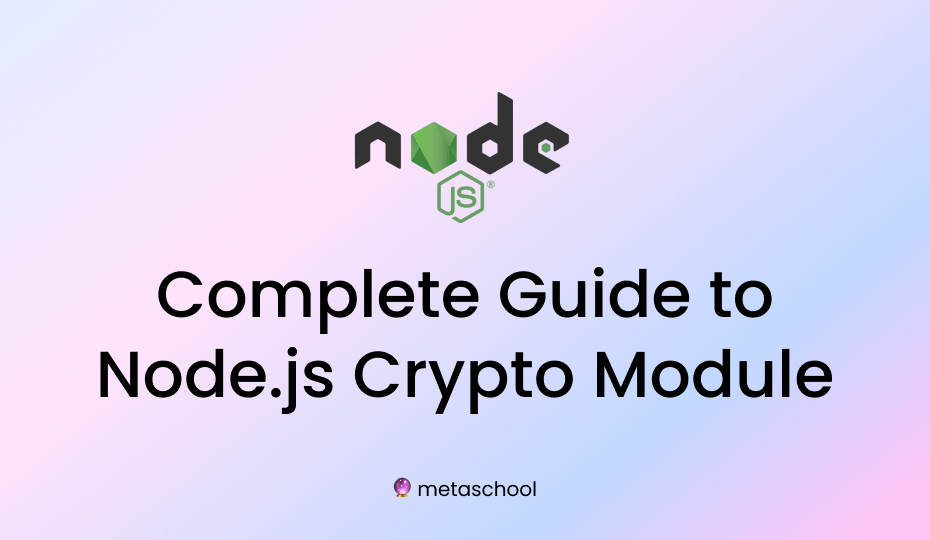 node
JS®
Complete Guide to
Node.js Crypto Module
metaschool